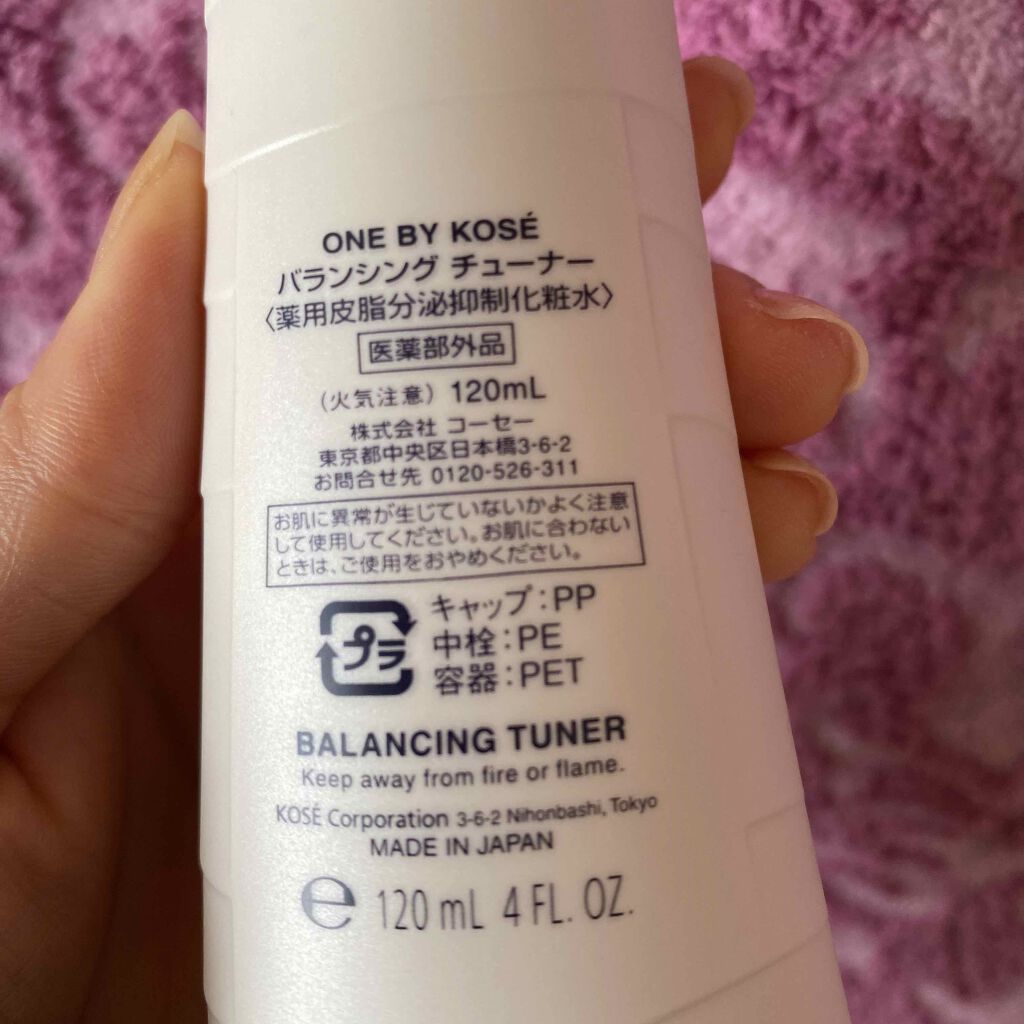 ONE BY KOSÉ
バランシング チューナー
〈薬用皮脂分泌抑制化粧水〉
医薬部外品
（火気注意）120mL
株式会社 コーセー
東京都中央区日本橋3-6-2
お問合せ先 0120-526-311
お肌に異常が生じていないかよく注意
して使用してください。お肌に合わない
ときは、ご使用をおやめください。
プラ
キャップ：PP
中栓：PE
容器：PET
BALANCING TUNER
Keep away from fire or flame.
KOSÉ Corporation 3-6-2 Nihonbashi, Tokyo
MADE IN JAPAN
℮ 120 mL 4 FL. OZ.